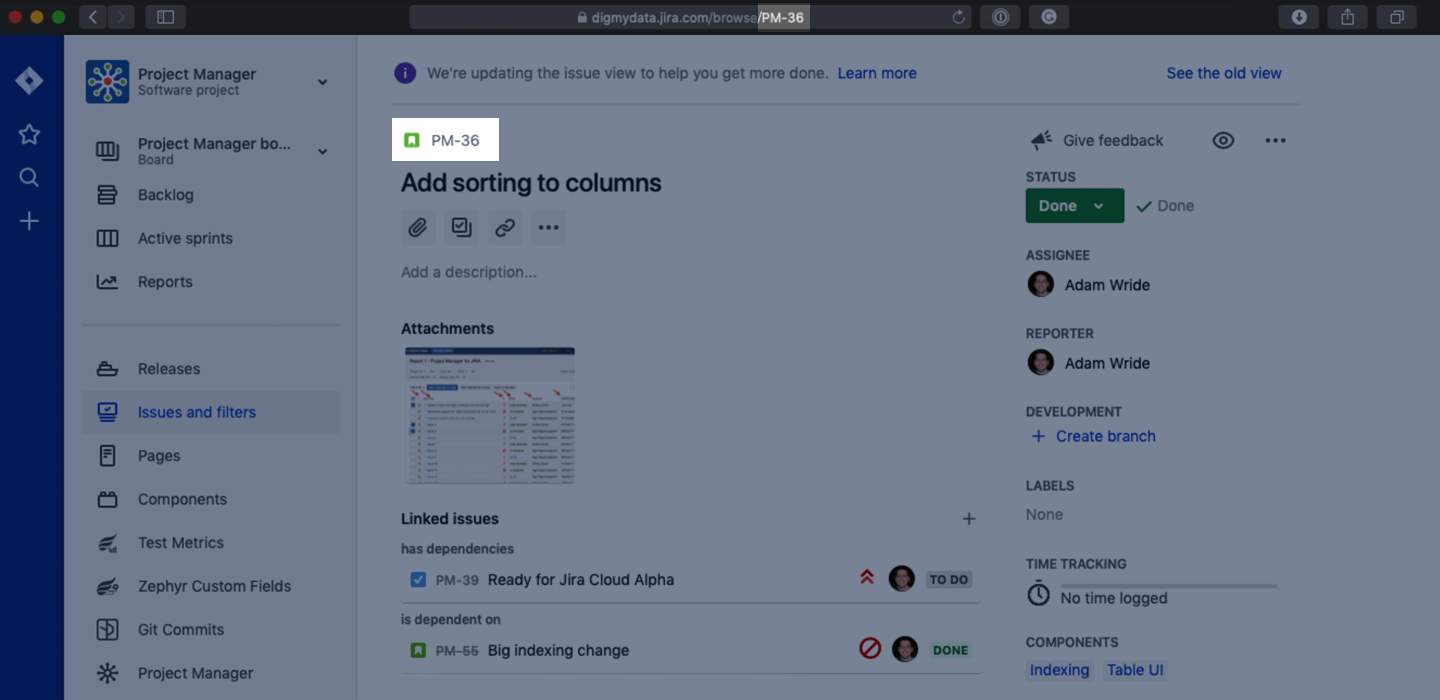 digmydata.jira.com/browse/PM-36
Project Manager
Software project
Project Manager bo...
Board
Backlog
Active sprints
Reports
Releases
Issues and filters
Pages
Components
Test Metrics
Zephyr Custom Fields
Git Commits
Project Manager
We're updating the issue view to help you get more done. Learn more
See the old view
PM-36
Add sorting to columns
Add a description...
Attachments
Linked issues
has dependencies
PM-39 Ready for Jira Cloud Alpha TO DO
is dependent on
PM-55 Big indexing change DONE
Give feedback
STATUS
Done Done
ASSIGNEE
Adam Wride
REPORTER
Adam Wride
DEVELOPMENT
Create branch
LABELS
None
TIME TRACKING
No time logged
COMPONENTS
Indexing Table UI